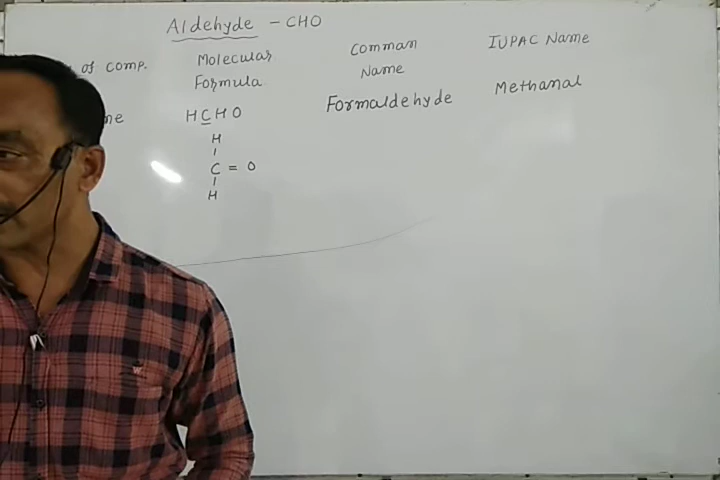 Aldehyde - CHO
of comp. Molecular Formula Comman Name IUPAC Name
HCHO Formaldehyde Methanal
H
C = O
H